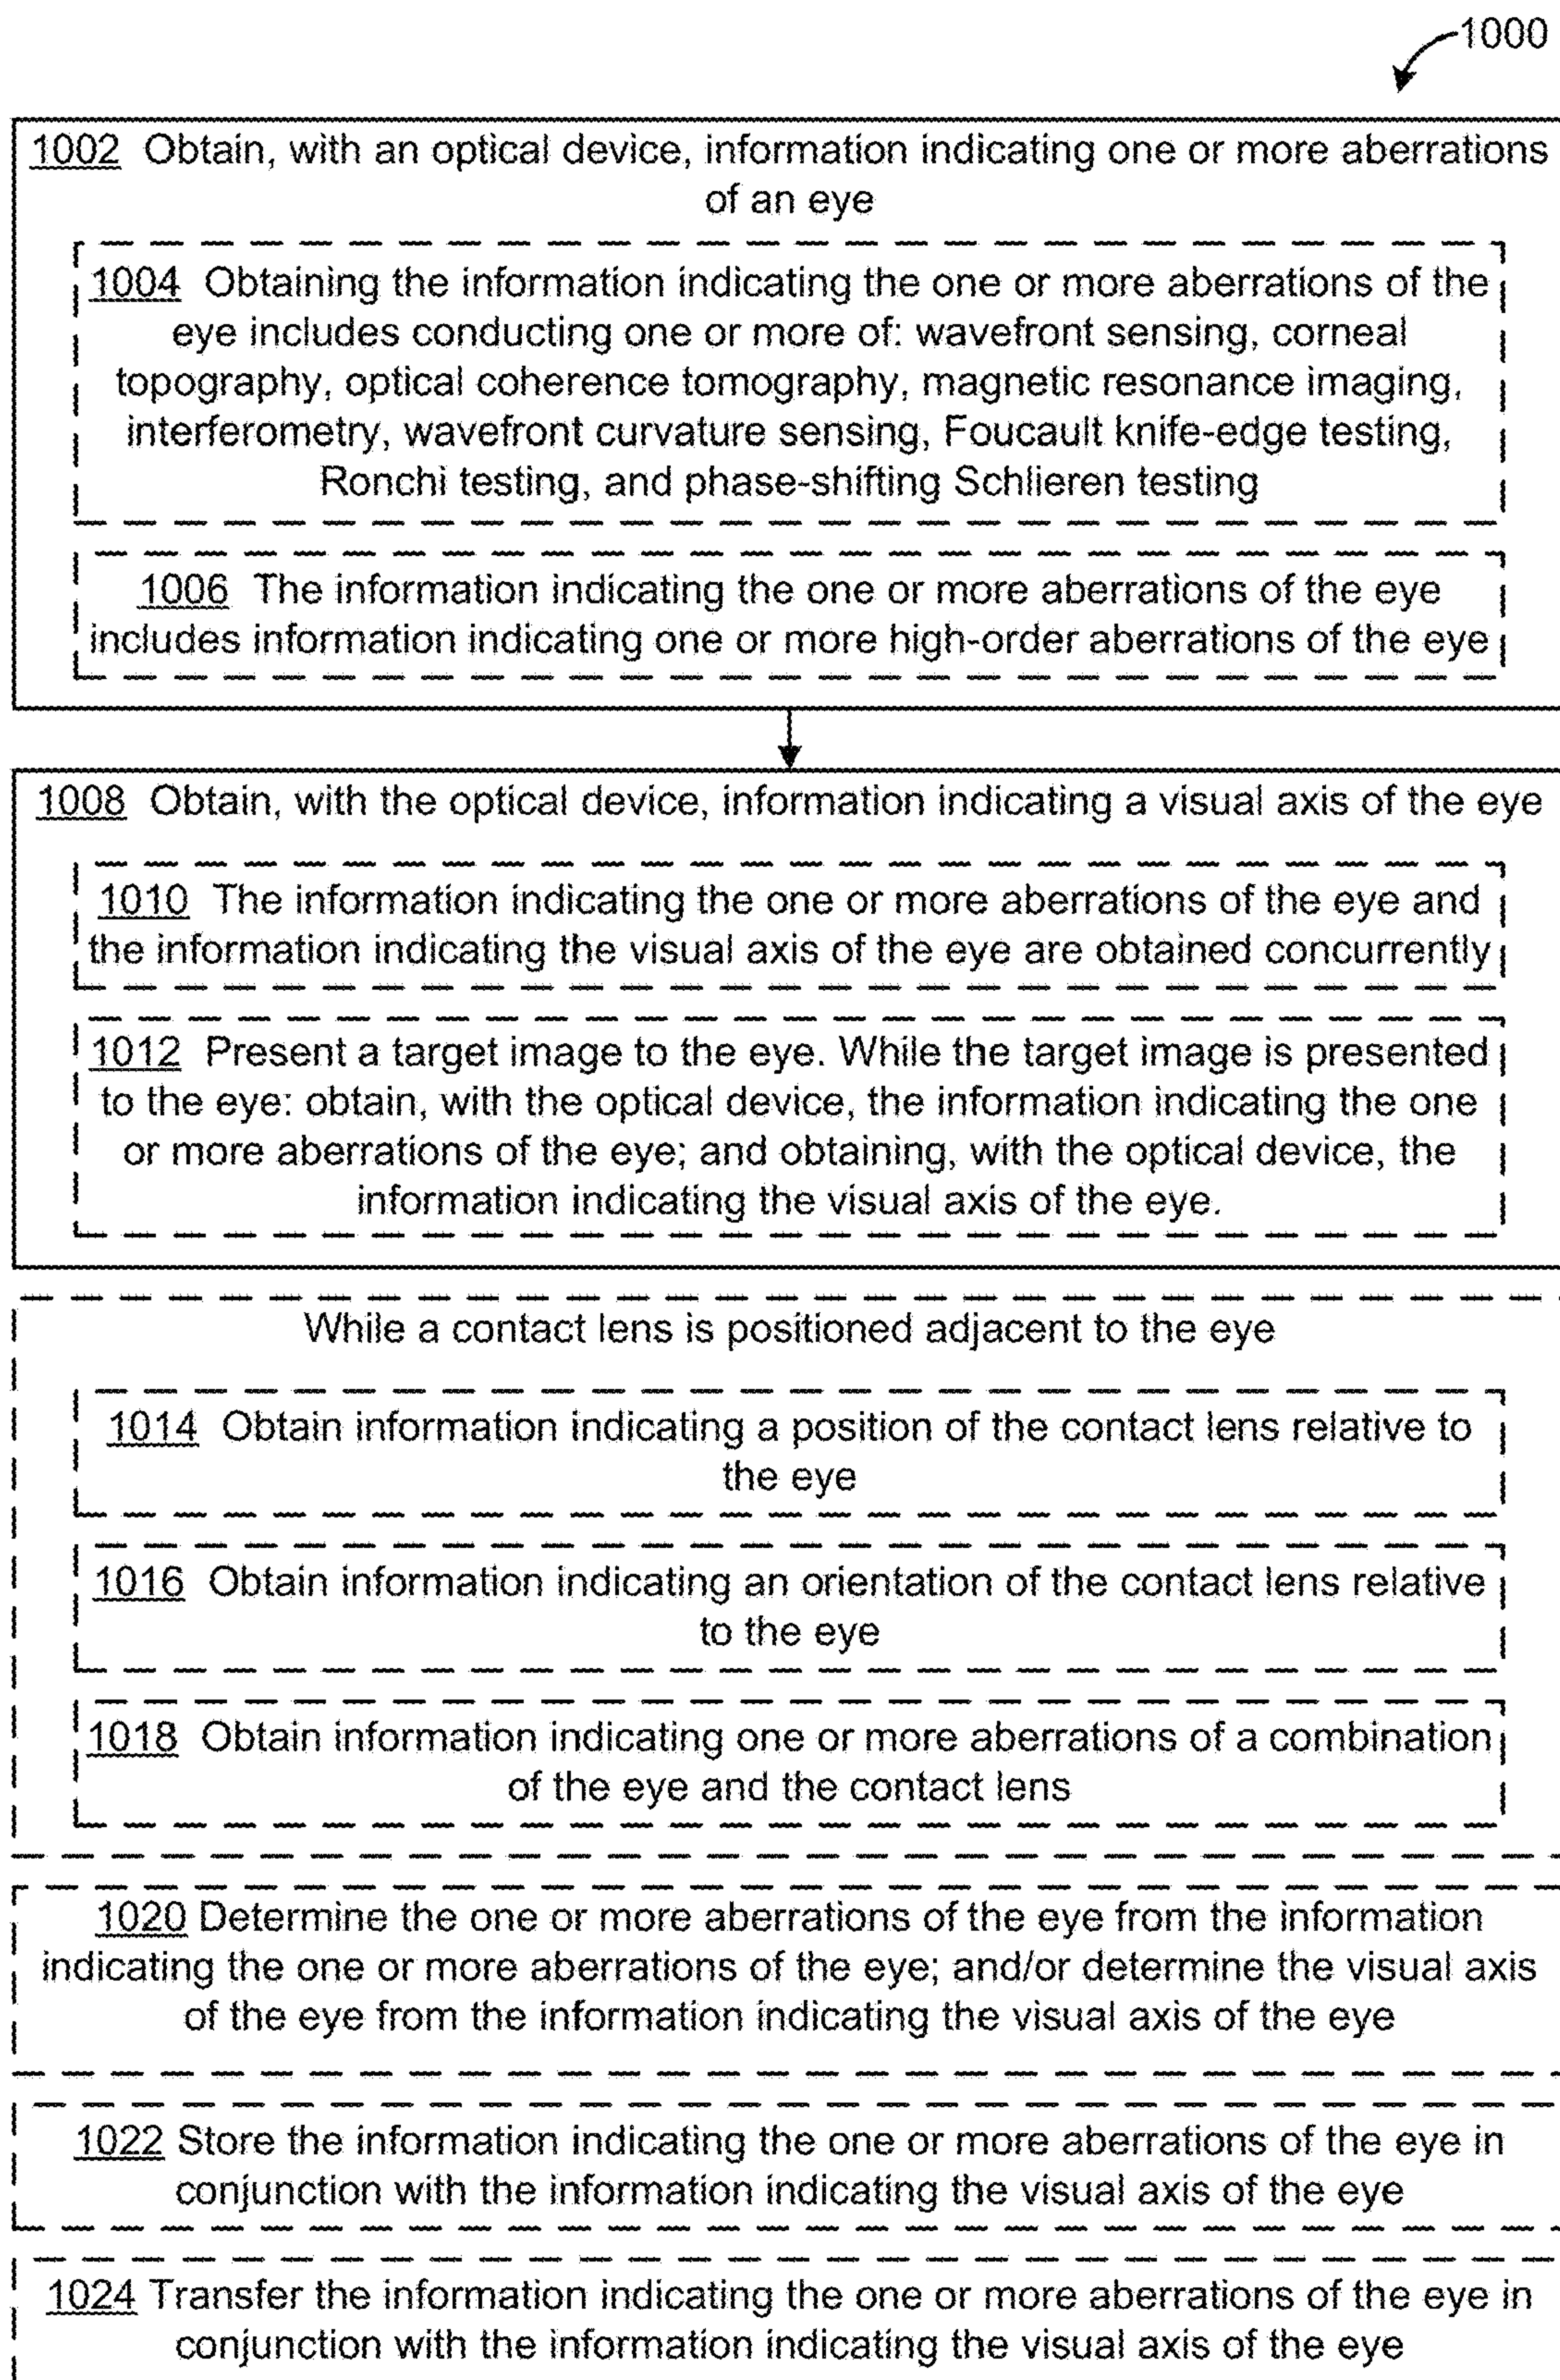 1000
1002 Obtain, with an optical device, information indicating one or more aberrations
of an eye
1004 Obtaining the information indicating the one or more aberrations of the
eye includes conducting one or more of: wavefront sensing, corneal
topography, optical coherence tomography, magnetic resonance imaging,
interferometry, wavefront curvature sensing, Foucault knife-edge testing,
Ronchi testing, and phase-shifting Schlieren testing
1006 The information indicating the one or more aberrations of the eye
includes information indicating one or more high-order aberrations of the eye
1008 Obtain, with the optical device, information indicating a visual axis of the eye
1010 The information indicating the one or more aberrations of the eye and
the information indicating the visual axis of the eye are obtained concurrently
1012 Present a target image to the eye. While the target image is presented
to the eye: obtain, with the optical device, the information indicating the one
or more aberrations of the eye; and obtaining, with the optical device, the
information indicating the visual axis of the eye.
While a contact lens is positioned adjacent to the eye
1014 Obtain information indicating a position of the contact lens relative to
the eye
1016 Obtain information indicating an orientation of the contact lens relative
to the eye
1018 Obtain information indicating one or more aberrations of a combination
of the eye and the contact lens
1020 Determine the one or more aberrations of the eye from the information
indicating the one or more aberrations of the eye; and/or determine the visual axis
of the eye from the information indicating the visual axis of the eye
1022 Store the information indicating the one or more aberrations of the eye in
conjunction with the information indicating the visual axis of the eye
1024 Transfer the information indicating the one or more aberrations of the eye in
conjunction with the information indicating the visual axis of the eye